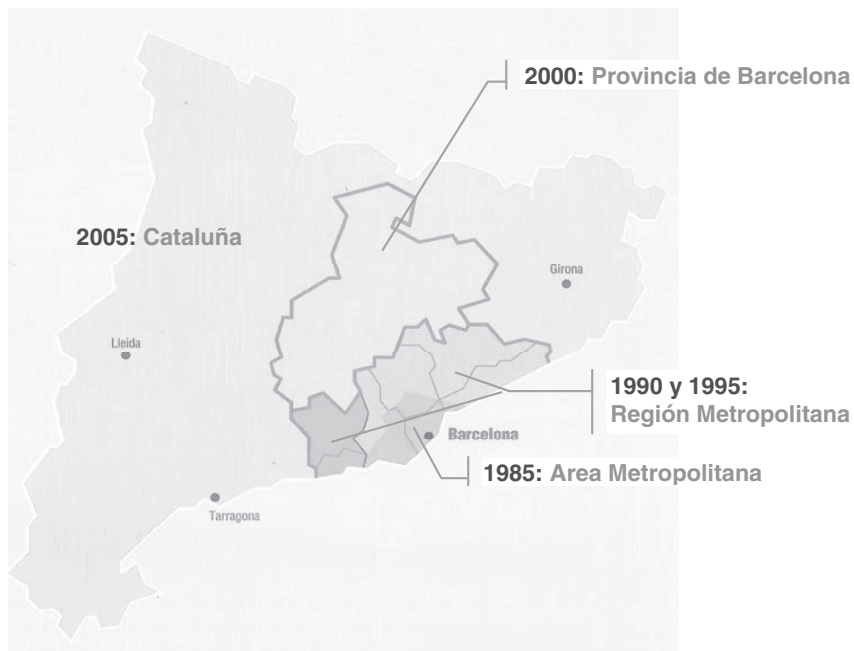 2000: Provincia de Barcelona
2005: Cataluña
Girona
Lleida
1990 y 1995:
Región Metropolitana
Barcelona
1985: Area Metropolitana
Tarragona